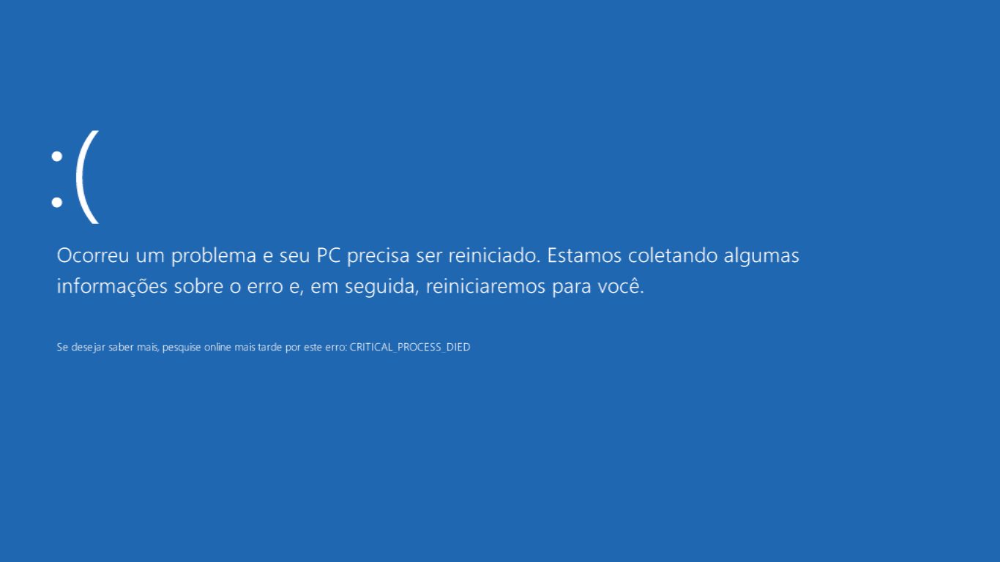 :(
Ocorreu um problema e seu PC precisa ser reiniciado. Estamos coletando algumas
informações sobre o erro e, em seguida, reiniciaremos para você.
Se desejar saber mais, pesquise online mais tarde por este erro: CRITICAL_PROCESS_DIED